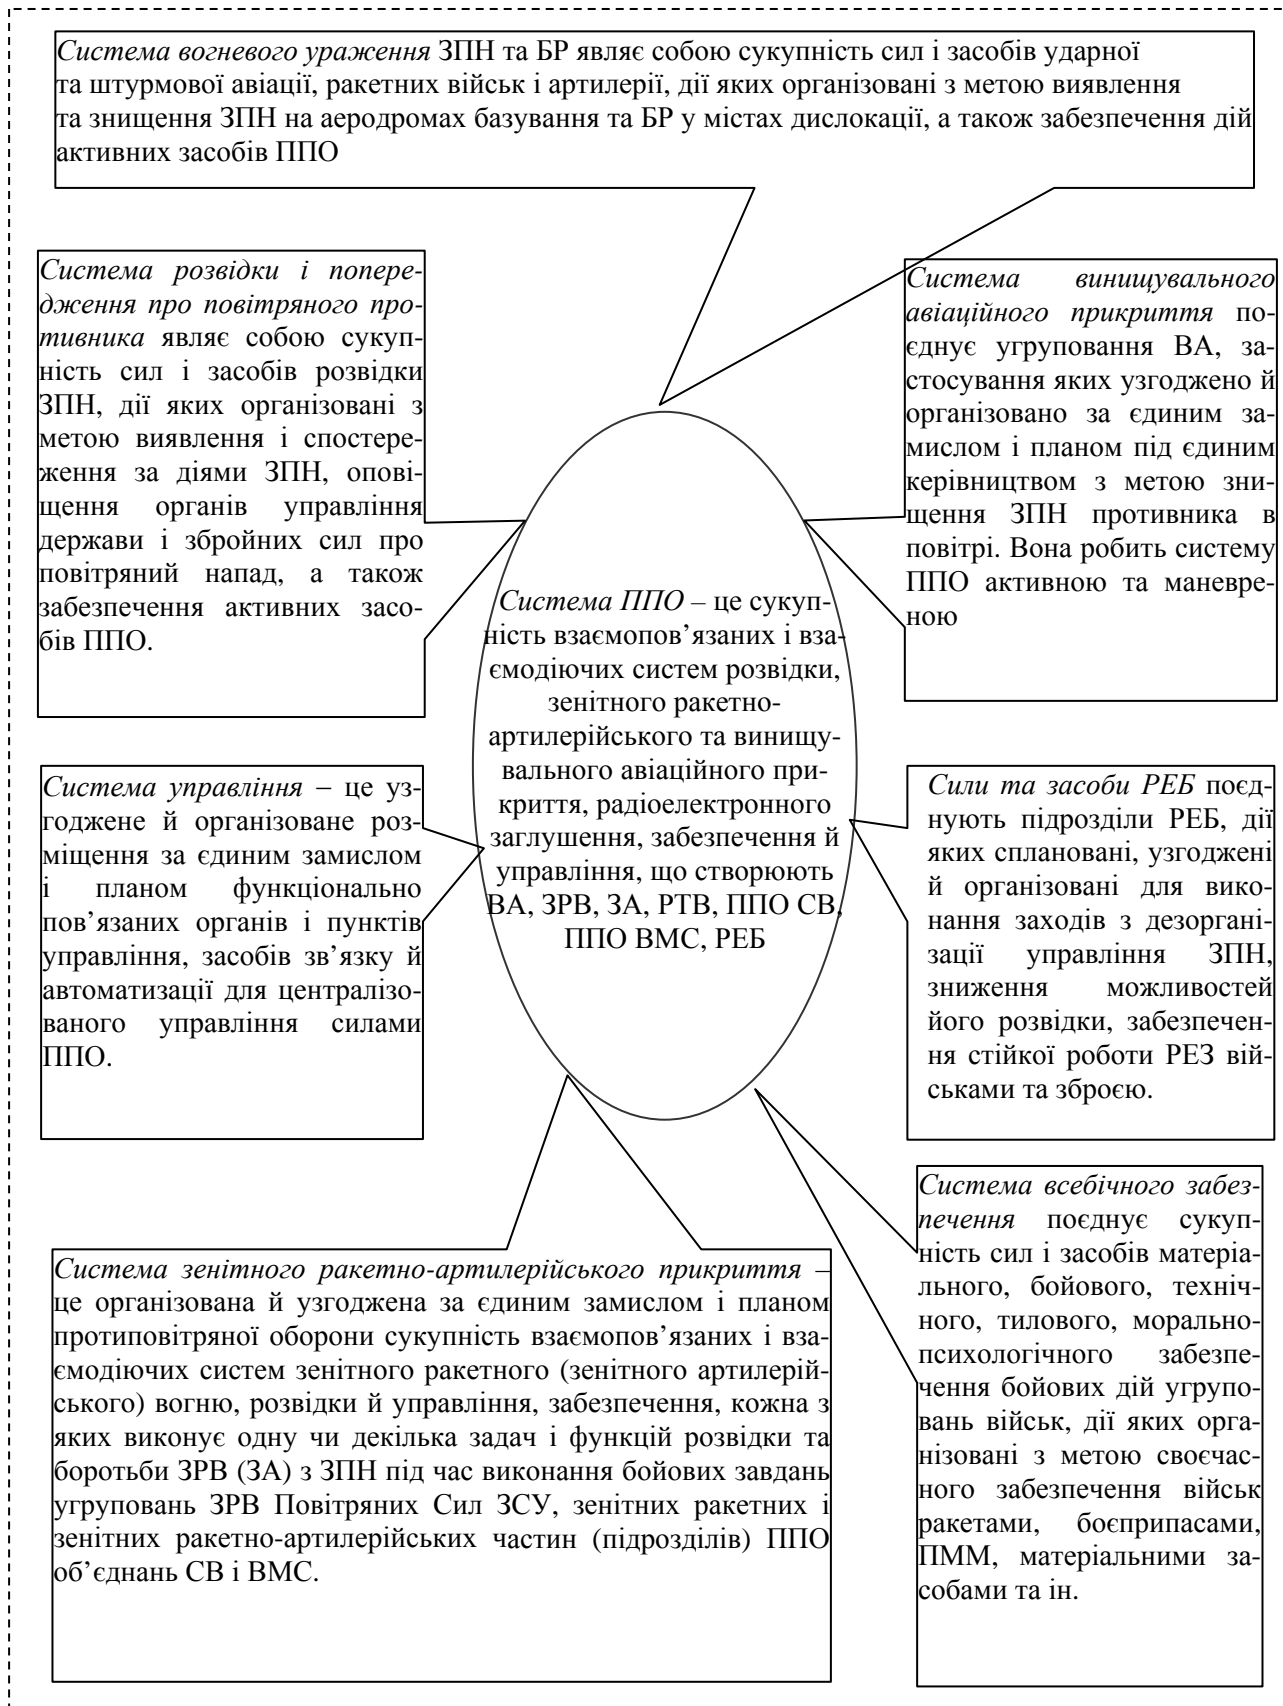 Система вогневого ураження ЗПН та БР являє собою сукупність сил і засобів ударної
та штурмової авіації, ракетних військ і артилерії, дії яких організовані з метою виявлення
та знищення ЗПН на аеродромах базування та БР у містах дислокації, а також забезпечення дій
активних засобів ППО
Система розвідки і попере-
дження про повітряного про-
тивника являє собою сукуп-
ність сил і засобів розвідки
ЗПН, дії яких організовані з
метою виявлення і спостере-
ження за діями ЗПН, опові-
щення органів управління
держави і збройних сил про
повітряний напад, а також
забезпечення активних засо-
бів ППО.
Система винищувального
авіаційного прикриття по-
єднує угруповання ВА, за-
стосування яких узгоджено й
організовано за єдиним за-
мислом і планом під єдиним
керівництвом з метою зни-
щення ЗПН противника в
повітрі. Вона робить систему
ППО активною та маневре-
ною
Система ППО – це сукуп-
ність взаємопов’язаних і вза-
ємодіючих систем розвідки,
зенітного ракетно-
артилерійського та винищу-
вального авіаційного при-
криття, радіоелектронного
заглушення, забезпечення й
управління, що створюють
ВА, ЗРВ, ЗА, РТВ, ППО СВ,
ППО ВМС, РЕБ
Система управління – це уз-
годжене й організоване роз-
міщення за єдиним замислом
і планом функціонально
пов’язаних органів і пунктів
управління, засобів зв’язку й
автоматизації для централізо-
ваного управління силами
ППО.
Сили та засоби РЕБ поєд-
нують підрозділи РЕБ, дії
яких сплановані, узгоджені
й організовані для вико-
нання заходів з дезоргані-
зації управління ЗПН,
зниження можливостей
його розвідки, забезпечен-
ня стійкої роботи РЕЗ вій-
ськами та зброєю.
Система зенітного ракетно-артилерійського прикриття –
це організована й узгоджена за єдиним замислом і планом
протиповітряної оборони сукупність взаємопов’язаних і вза-
ємодіючих систем зенітного ракетного (зенітного артилерій-
ського) вогню, розвідки й управління, забезпечення, кожна з
яких виконує одну чи декілька задач і функцій розвідки та
боротьби ЗРВ (ЗА) з ЗПН під час виконання бойових завдань
угруповань ЗРВ Повітряних Сил ЗСУ, зенітних ракетних і
зенітних ракетно-артилерійських частин (підрозділів) ППО
об’єднань СВ і ВМС.
Система всебічного забез-
печення поєднує сукуп-
ність сил і засобів матеріа-
льного, бойового, техніч-
ного, тилового, морально-
психологічного забезпе-
чення бойових дій угрупо-
вань військ, дії яких орга-
нізовані з метою своєчас-
ного забезпечення військ
ракетами, боєприпасами,
ПММ, матеріальними за-
собами та ін.